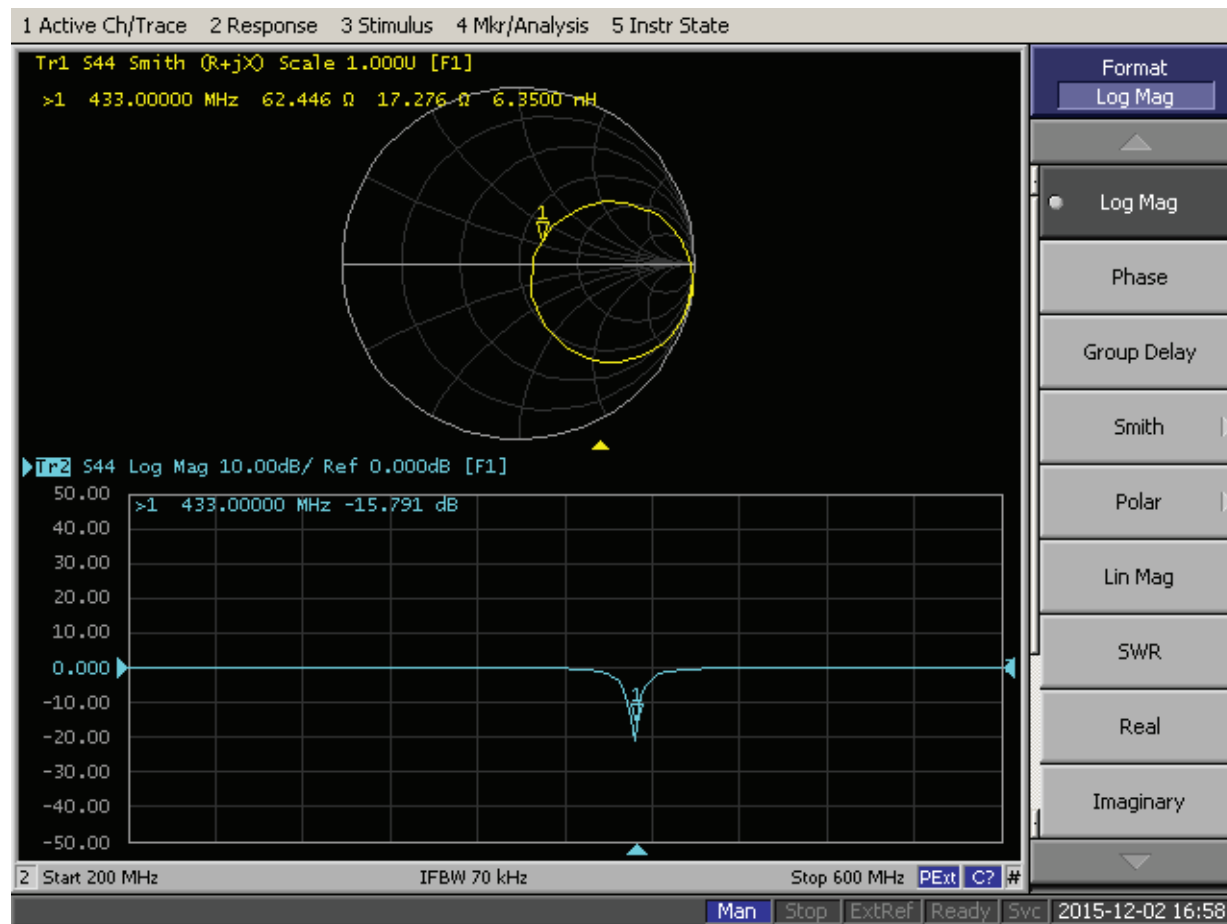 1 Active Ch/Trace 2 Response 3 Stimulus 4 Mkr/Analysis 5 Instr State
Tr1 S44 Smith (R+jX) Scale 1.000U [F1]
>1 433.00000 MHz 62.446 Ω 17.276 Ω 6.3500 nH
1
Tr2 S44 Log Mag 10.00dB/ Ref 0.000dB [F1]
50.00
>1 433.00000 MHz -15.791 dB
40.00
30.00
20.00
10.00
0.000
-10.00
1
-20.00
-30.00
-40.00
-50.00
2 Start 200 MHz IFBW 70 kHz Stop 600 MHz PExt C? #
Format
Log Mag
Log Mag
Phase
Group Delay
Smith
Polar
Lin Mag
SWR
Real
Imaginary
Man Stop ExtRef Ready Svc 2015-12-02 16:58